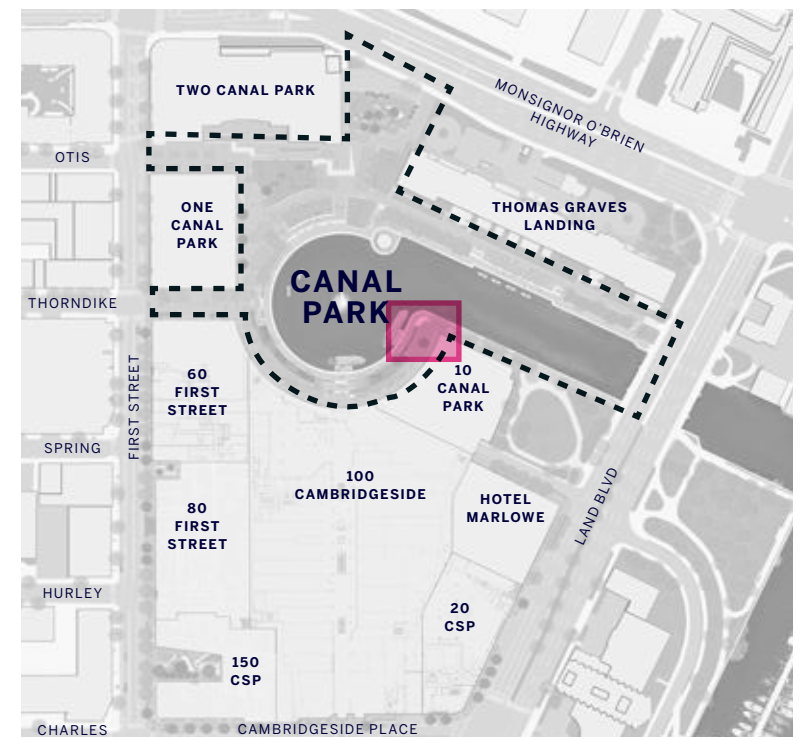 TWO CANAL PARK
MONSIGNOR O'BRIEN
HIGHWAY
OTIS
ONE
CANAL
PARK
THOMAS GRAVES
LANDING
CANAL
PARK
THORNDIKE
FIRST STREET
60
FIRST
STREET
10
CANAL
PARK
SPRING
100
CAMBRIDGESIDE
HOTEL
MARLOWE
LAND BLVD
80
FIRST
STREET
HURLEY
20
CSP
150
CSP
CHARLES
CAMBRIDGESIDE PLACE